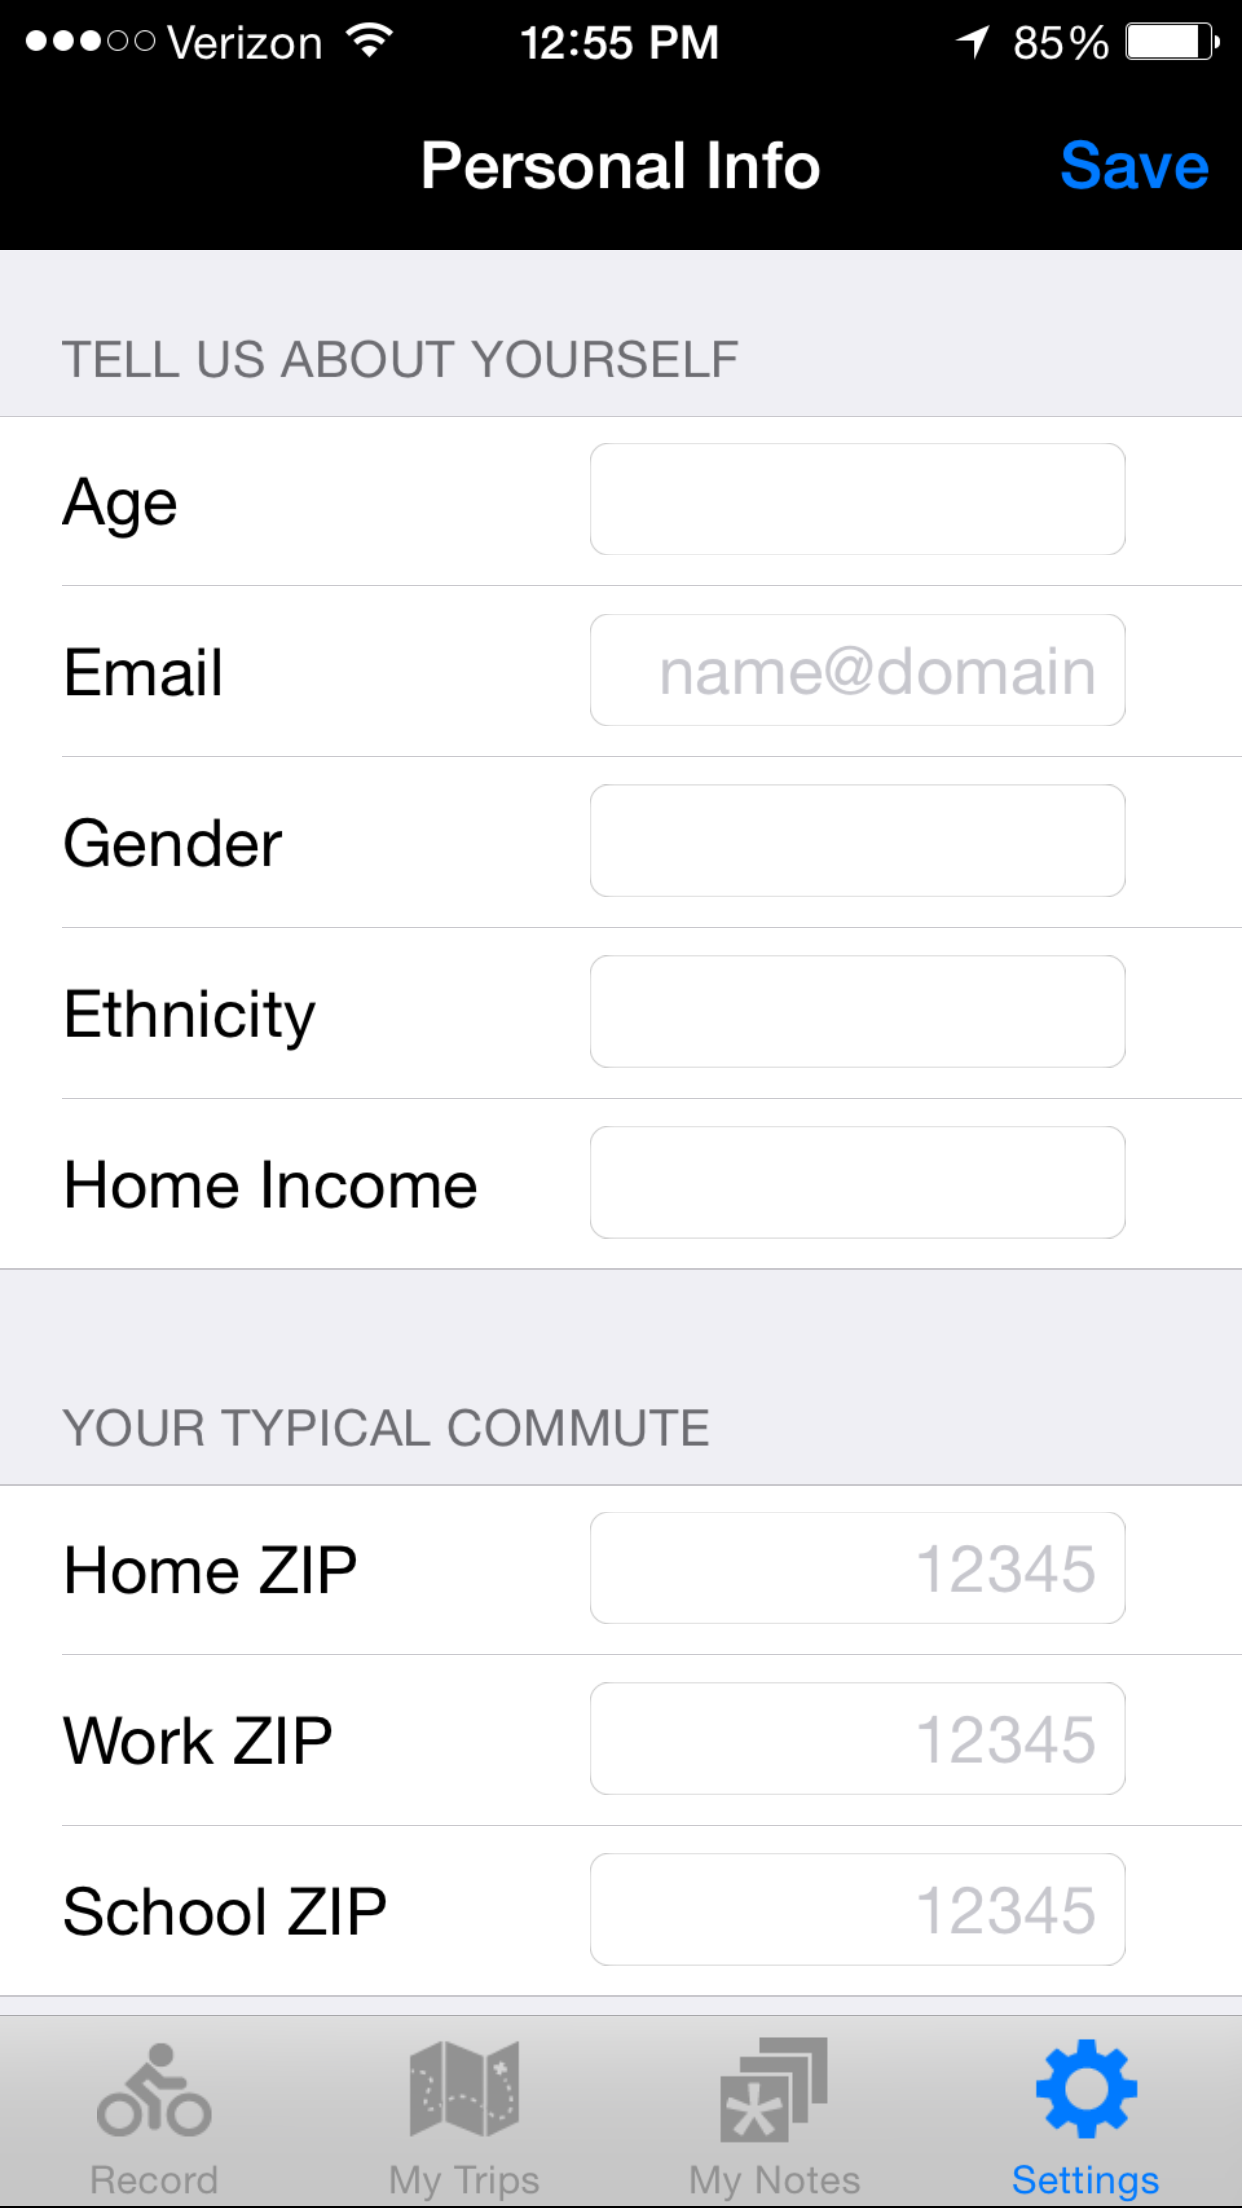 Verizon 12:55 PM 85%
Personal Info Save
TELL US ABOUT YOURSELF
Age
Email name@domain
Gender
Ethnicity
Home Income
YOUR TYPICAL COMMUTE
Home ZIP 12345
Work ZIP 12345
School ZIP 12345
Record My Trips My Notes Settings